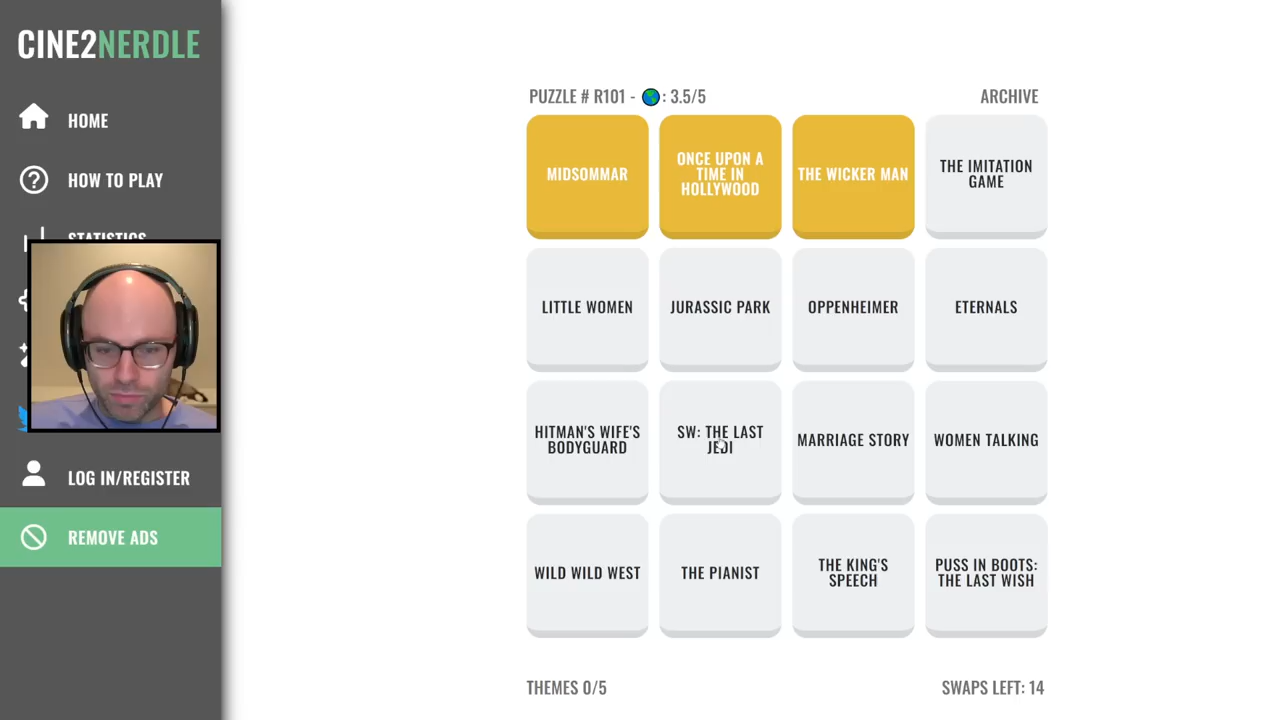 CINE2NERDLE
HOME
HOW TO PLAY
STATISTICS
LOG IN/REGISTER
REMOVE ADS
PUZZLE # R101 - : 3.5/5
ARCHIVE
MIDSOMMAR
ONCE UPON A
TIME IN
HOLLYWOOD
THE WICKER MAN
THE IMITATION
GAME
LITTLE WOMEN
JURASSIC PARK
OPPENHEIMER
ETERNALS
HITMAN'S WIFE'S
BODYGUARD
SW: THE LAST
JEDI
MARRIAGE STORY
WOMEN TALKING
WILD WILD WEST
THE PIANIST
THE KING'S
SPEECH
PUSS IN BOOTS:
THE LAST WISH
THEMES 0/5
SWAPS LEFT: 14